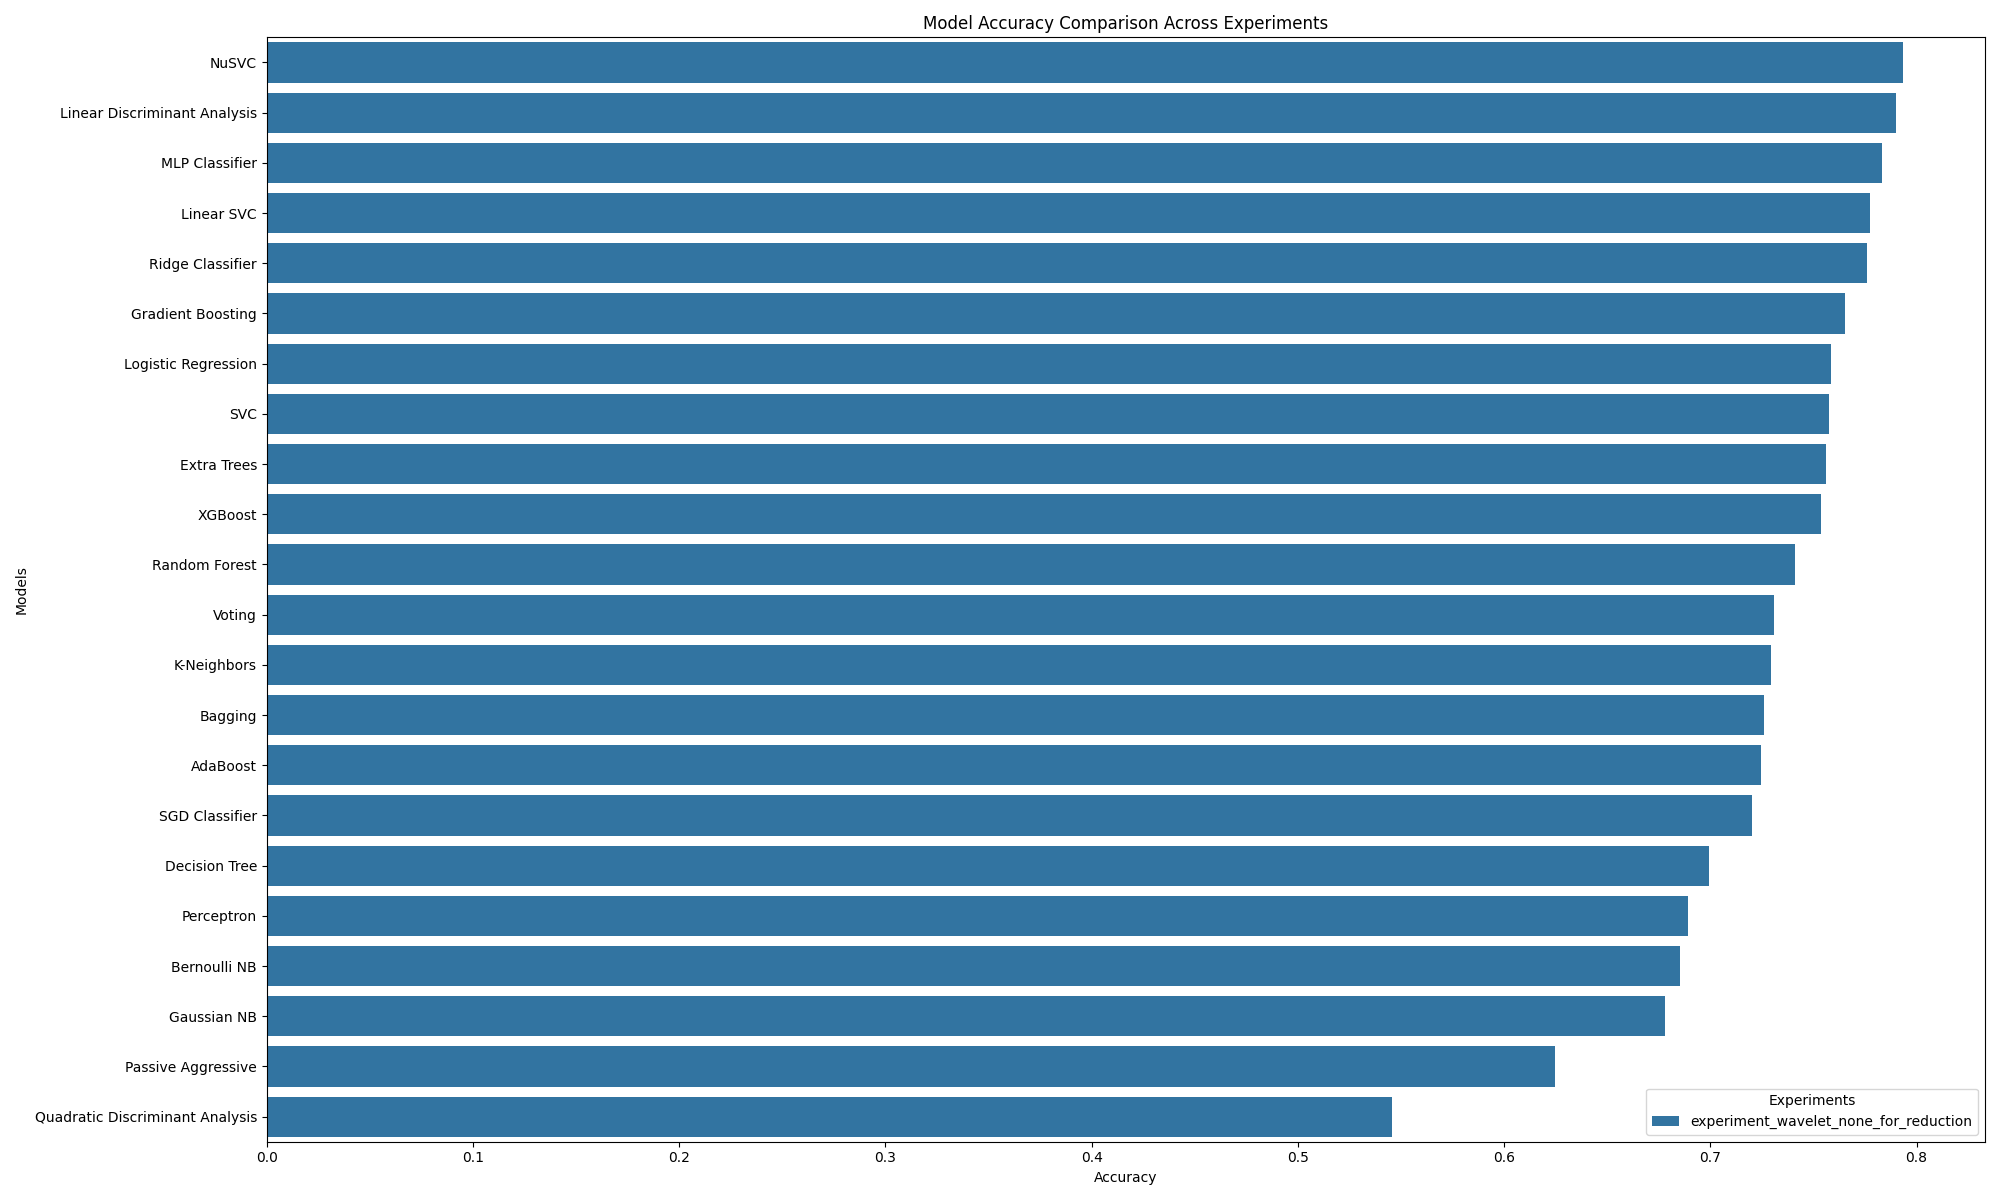 Model Accuracy Comparison Across Experiments
Models
NuSVC
Linear Discriminant Analysis
MLP Classifier
Linear SVC
Ridge Classifier
Gradient Boosting
Logistic Regression
SVC
Extra Trees
XGBoost
Random Forest
Voting
K-Neighbors
Bagging
AdaBoost
SGD Classifier
Decision Tree
Perceptron
Bernoulli NB
Gaussian NB
Passive Aggressive
Quadratic Discriminant Analysis
Experiments
experiment_wavelet_none_for_reduction
0.0 0.1 0.2 0.3 0.4 0.5 0.6 0.7 0.8
Accuracy